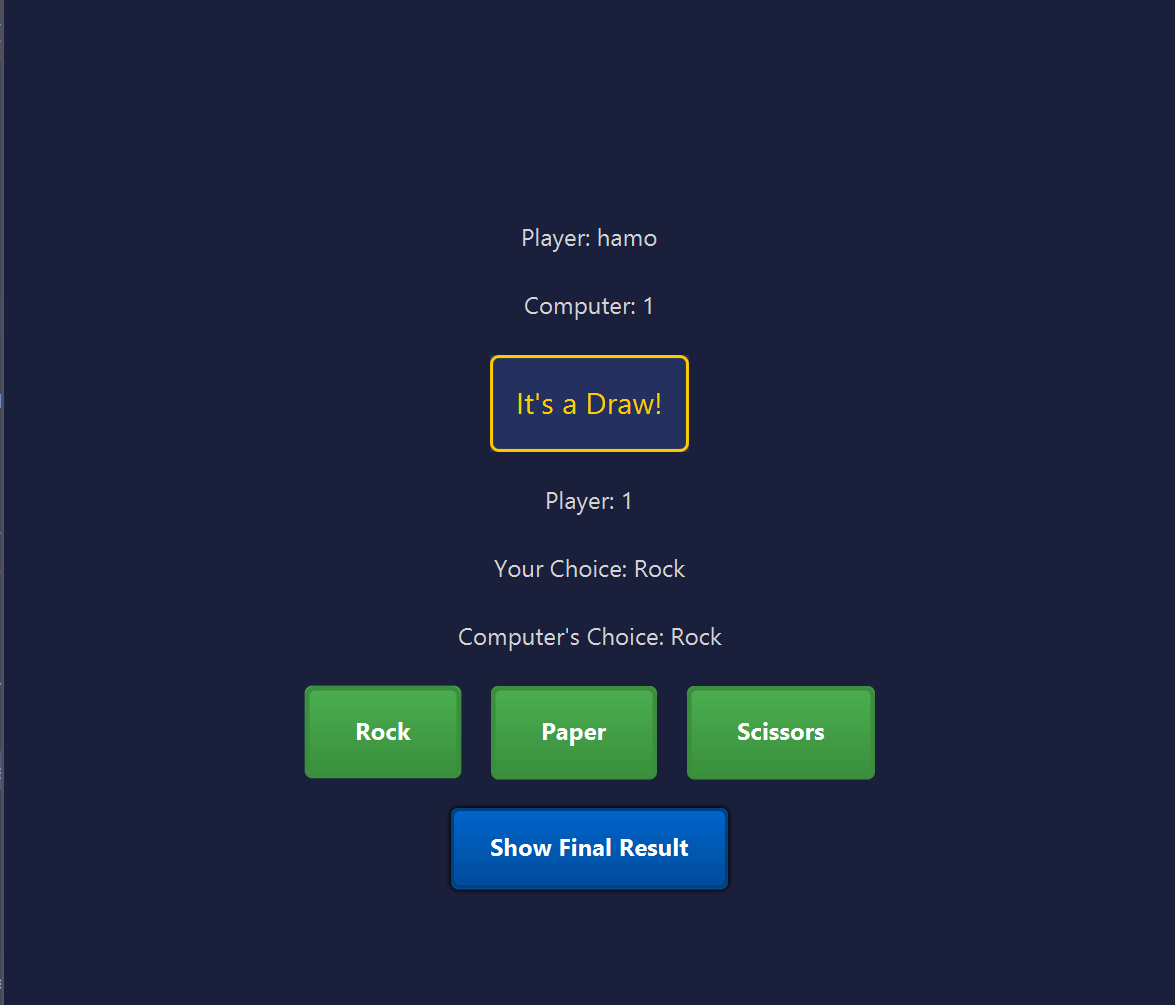 Player: hamo
Computer: 1
It's a Draw!
Player: 1
Your Choice: Rock
Computer's Choice: Rock
Rock Paper Scissors
Show Final Result